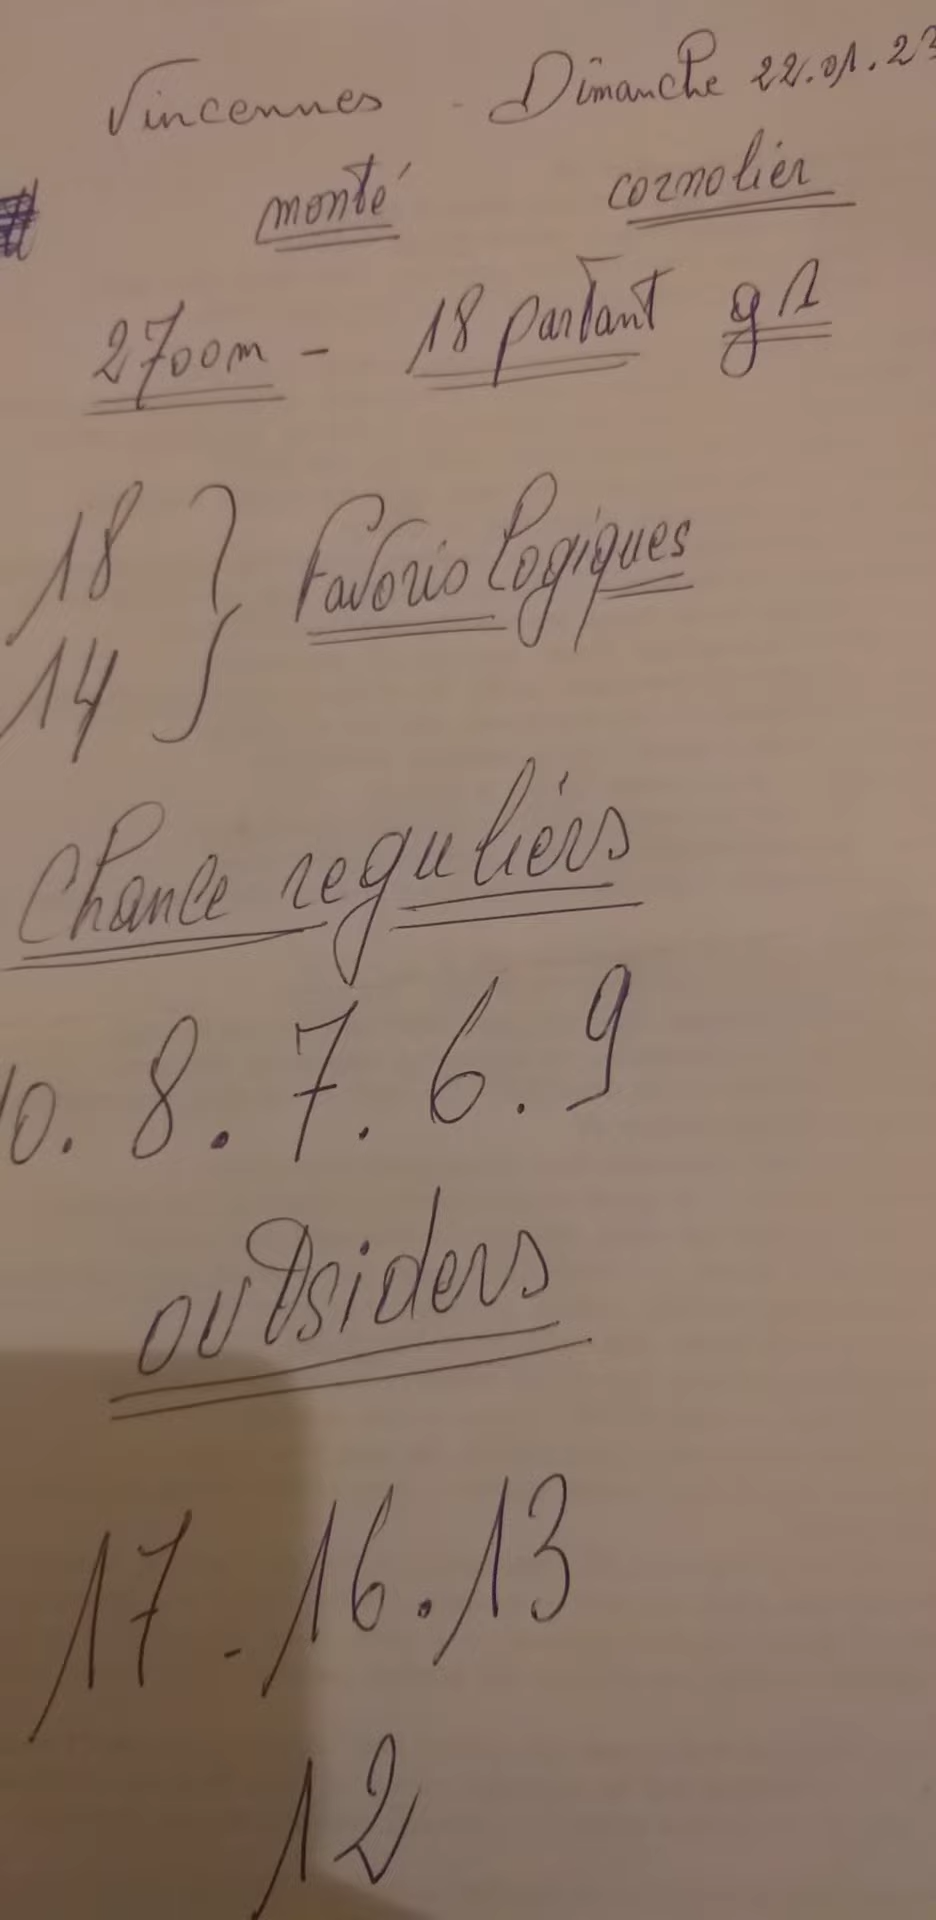 Vincennes - Dimanche 22.01.23
monté cornolier
2700m - 18 partant g1
18 } Favoris logiques
14
Chance reguliérs
10. 8. 7. 6. 9
outsiders
17 - 16. 13
12